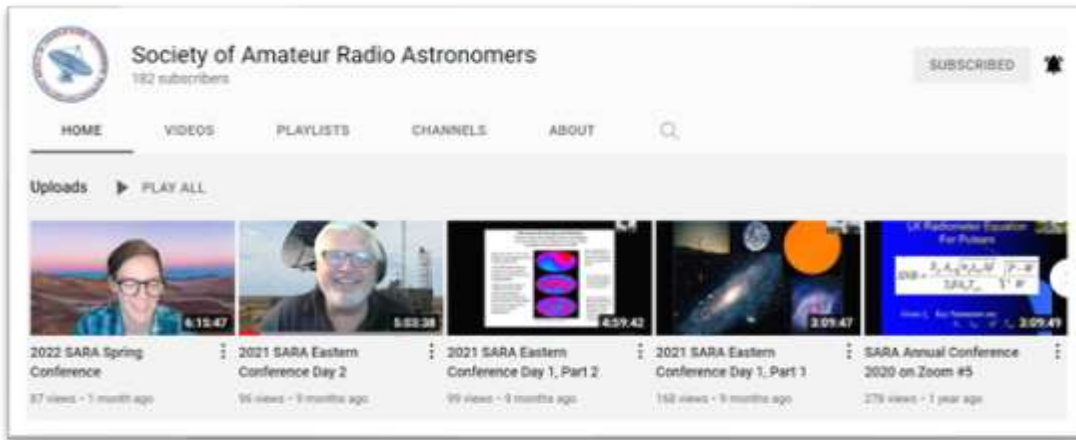 Society of Amateur Radio Astronomers
182 subscribers
SUBSCRIBED
HOME VIDEOS PLAYLISTS CHANNELS ABOUT
Uploads PLAY ALL
LK Radiometer Equation
For Pulsars
6:15:47 5:03:38 4:59:42 3:09:47 3:09:49
2022 SARA Spring
Conference
87 views • 1 month ago
2021 SARA Eastern
Conference Day 2
96 views • 9 months ago
2021 SARA Eastern
Conference Day 1, Part 2
99 views • 9 months ago
2021 SARA Eastern
Conference Day 1, Part 1
168 views • 9 months ago
SARA Annual Conference
2020 on Zoom #5
278 views • 1 year ago